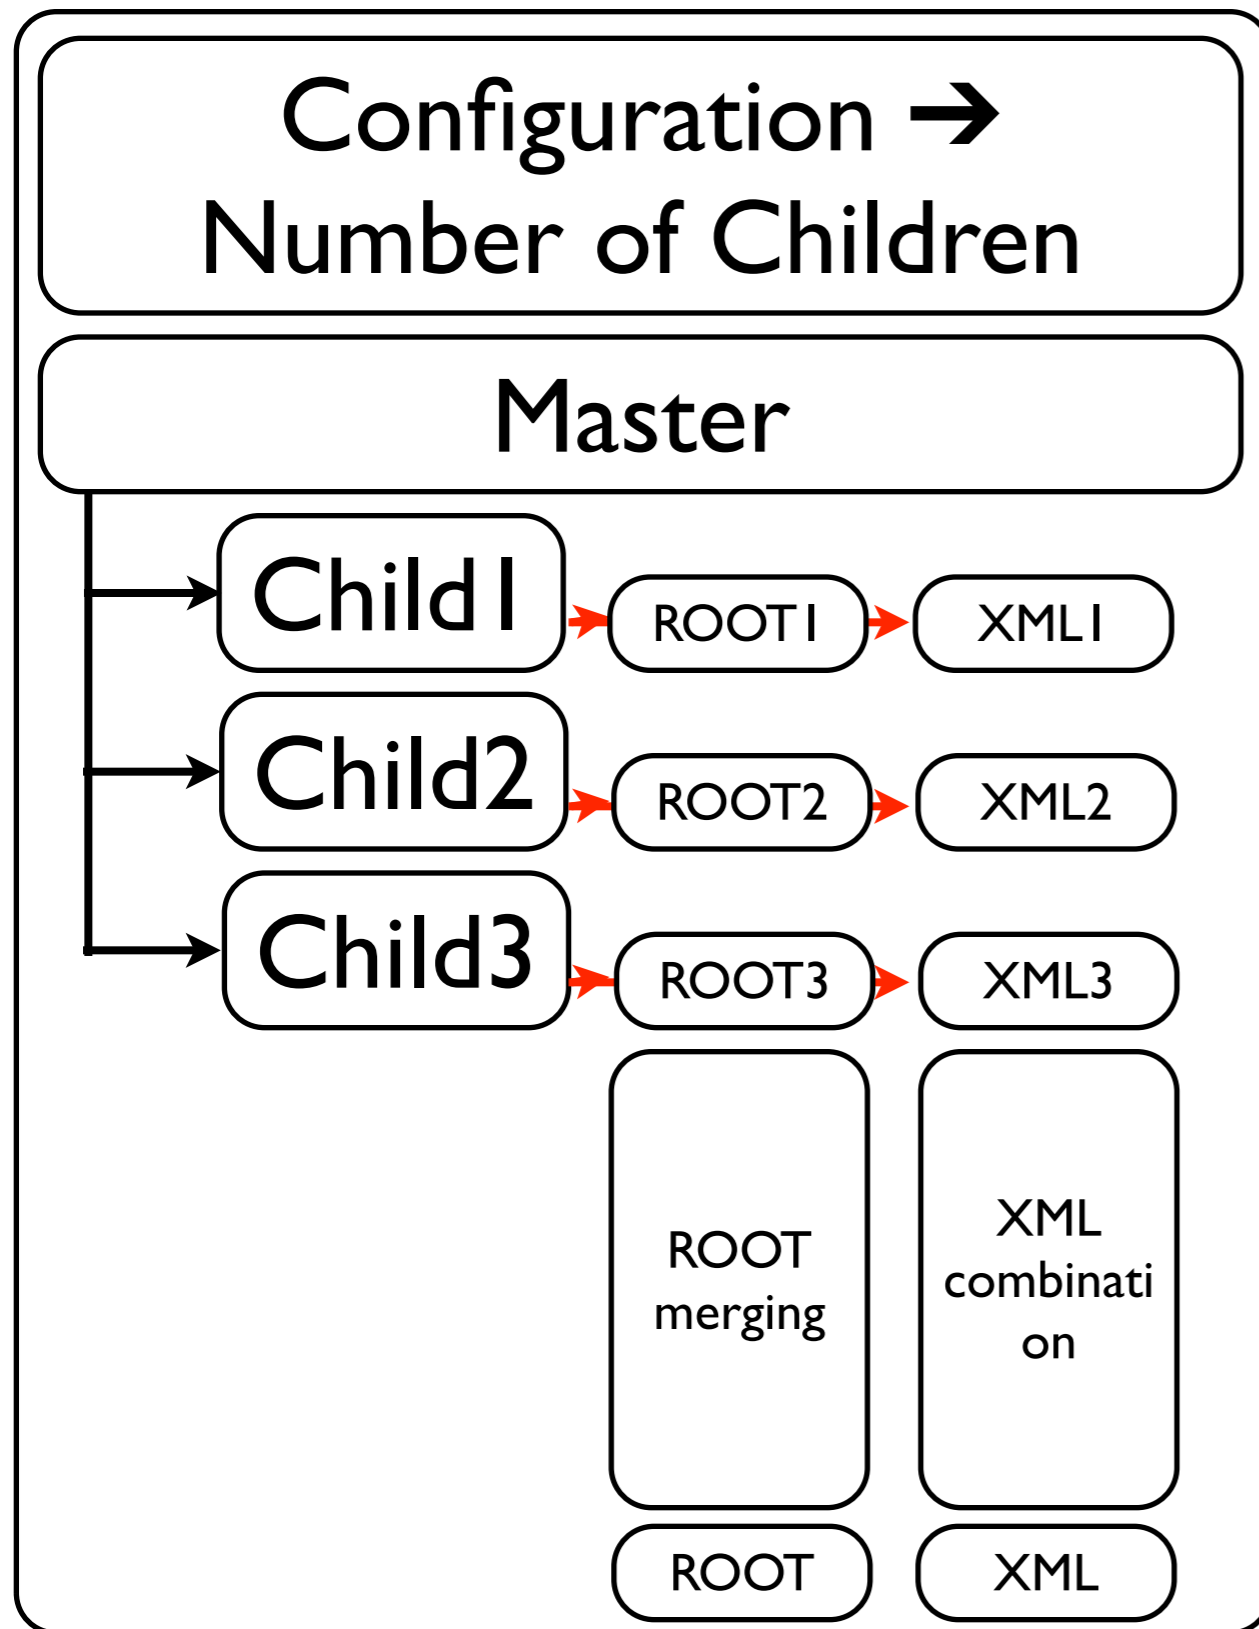 Configuration ➔
Number of Children
Master
Child1
ROOT1
XML1
Child2
ROOT2
XML2
Child3
ROOT3
XML3
ROOT
merging
XML
combinati
on
ROOT
XML